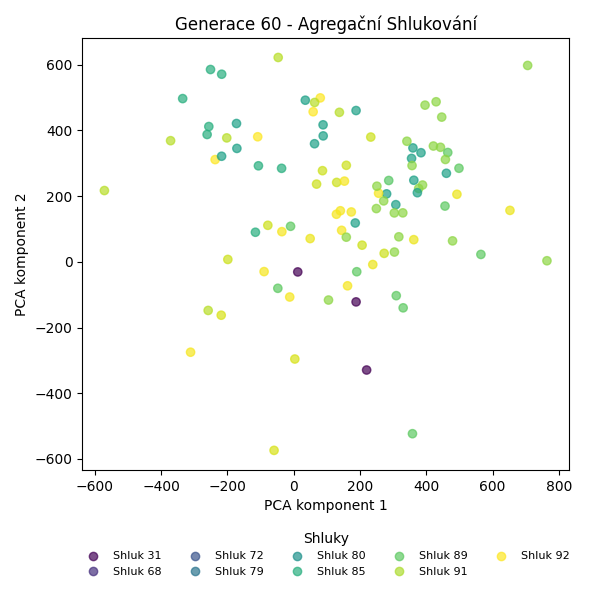 Generace 60 - Agregační Shlukování
PCA komponent 2
600
400
200
0
−200
−400
−600
−600 −400 −200 0 200 400 600 800
PCA komponent 1
Shluky
Shluk 31 Shluk 72 Shluk 80 Shluk 89 Shluk 92
Shluk 68 Shluk 79 Shluk 85 Shluk 91